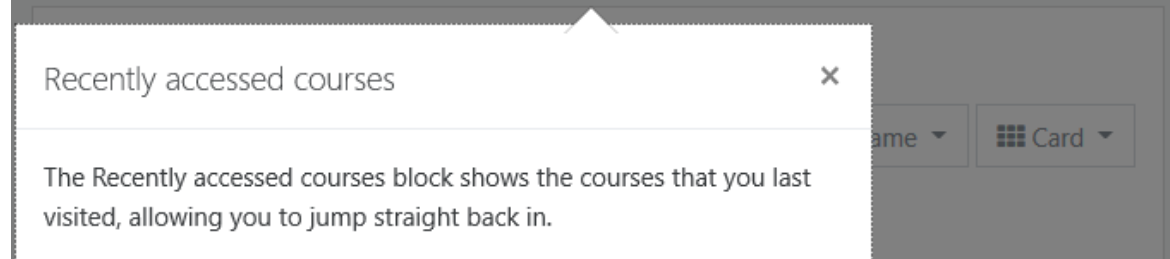 Recently accessed courses ×
ame Card
The Recently accessed courses block shows the courses that you last
visited, allowing you to jump straight back in.